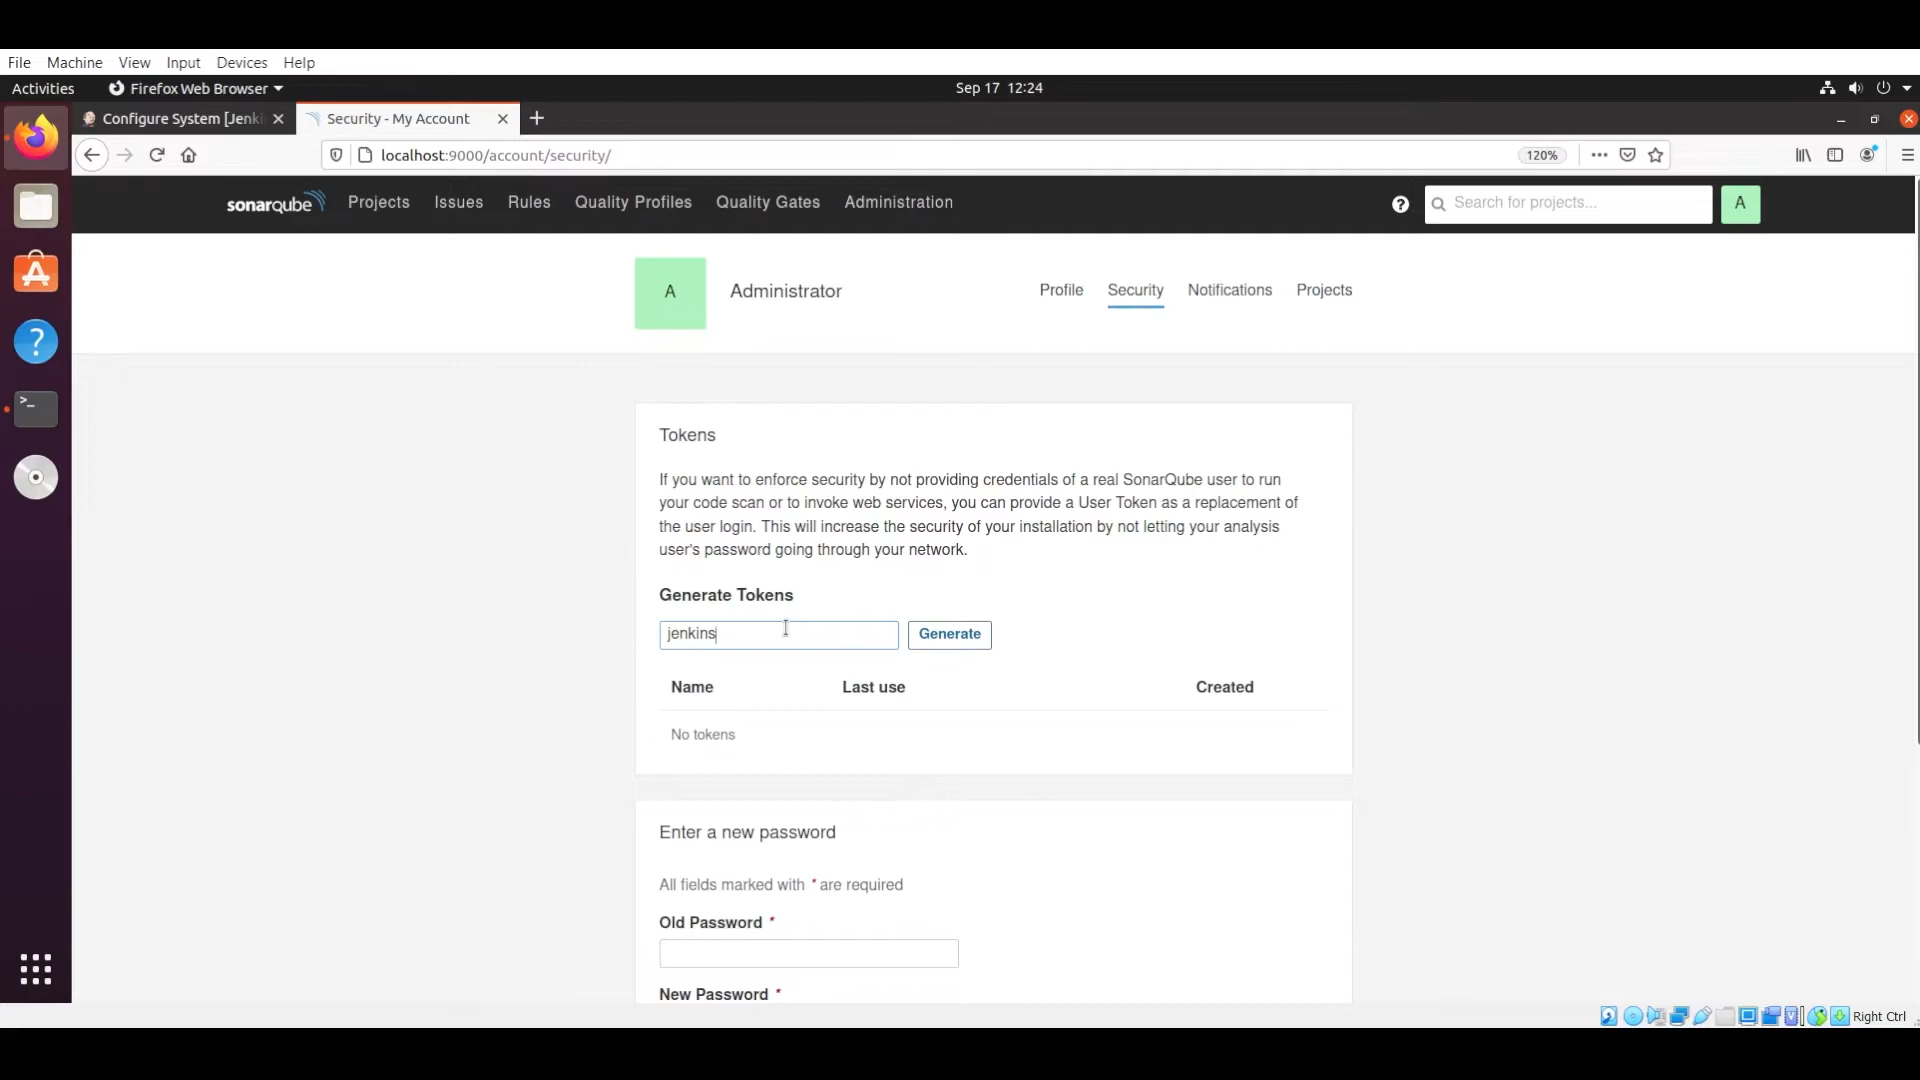 File Machine View Input Devices Help
Activities Firefox Web Browser Sep 17 12:24
Configure System [Jenki Security - My Account
localhost:9000/account/security/ 120%
sonarqube Projects Issues Rules Quality Profiles Quality Gates Administration Search for projects... A
A Administrator Profile Security Notifications Projects
Tokens
If you want to enforce security by not providing credentials of a real SonarQube user to run
your code scan or to invoke web services, you can provide a User Token as a replacement of
the user login. This will increase the security of your installation by not letting your analysis
user's password going through your network.
Generate Tokens
jenkins Generate
Name Last use Created
No tokens
Enter a new password
All fields marked with * are required
Old Password *
New Password *
Right Ctrl